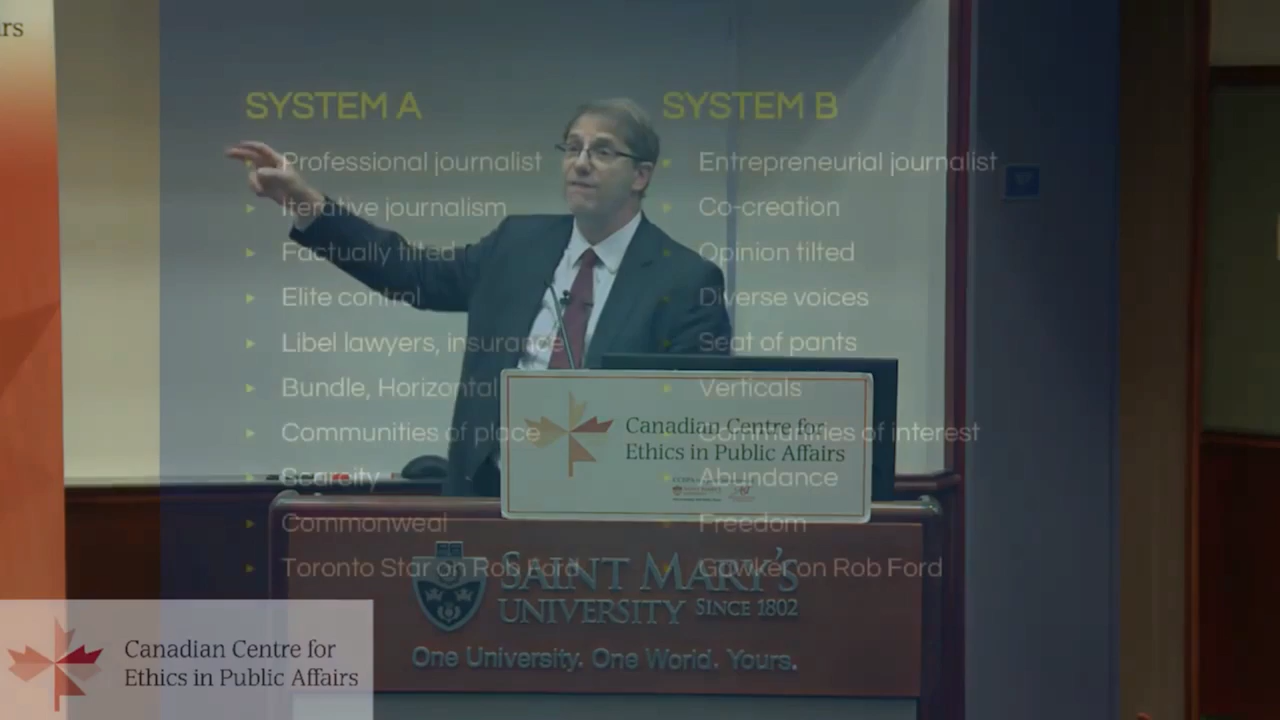 rs
SYSTEM A
Professional journalist
Iterative journalism
Factually tilted
Elite control
Libel lawyers, insurance
Bundle, Horizontal
Communities of place
Scarcity
Commonweal
Toronto Star on Rob Ford
SYSTEM B
Entrepreneurial journalist
Co-creation
Opinion tilted
Diverse voices
Seat of pants
Verticals
Communities of interest
Abundance
Freedom
Gawker on Rob Ford
Canadian Centre for
Ethics in Public Affairs
SAINT MARY'S
UNIVERSITY SINCE 1802
One University. One World. Yours.
Canadian Centre for
Ethics in Public Affairs